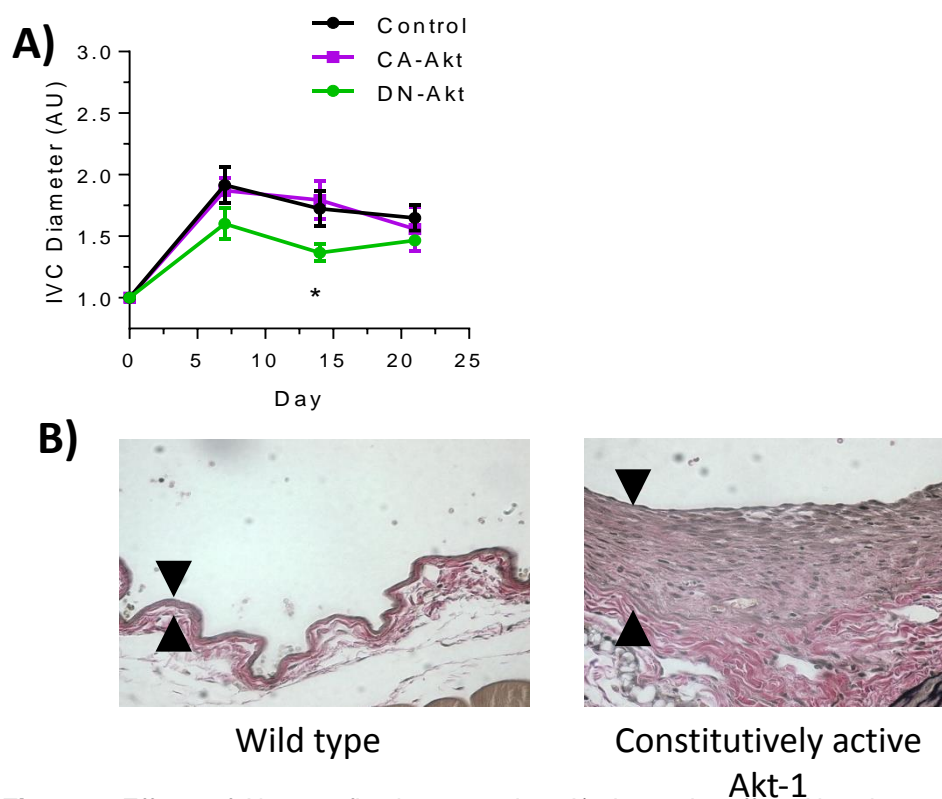 A)
Control
CA-Akt
DN-Akt
IVC Diameter (AU)
3.0
2.5
2.0
1.5
1.0
*
0 5 10 15 20 25
Day
B)
Wild type
Constitutively active
Akt-1